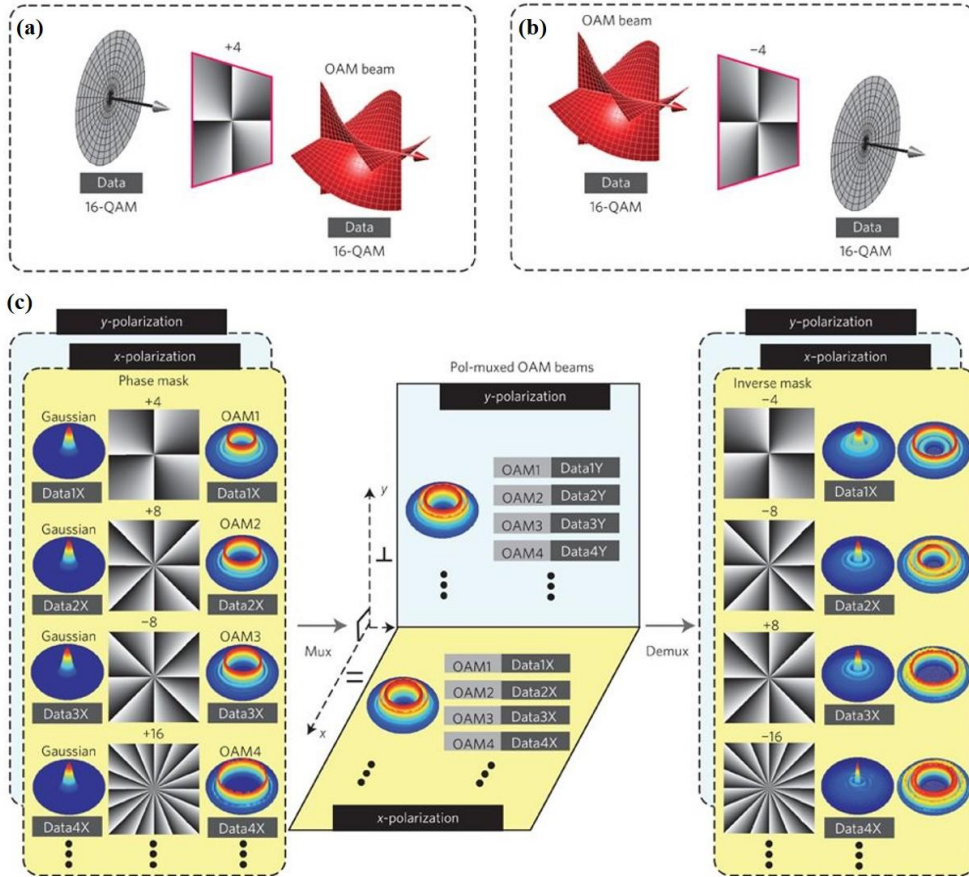 (a)
+4
OAM beam
Data
16-QAM
Data
16-QAM
(b)
OAM beam
−4
Data
16-QAM
Data
16-QAM
(c)
y-polarization
x-polarization
Phase mask
Gaussian
+4
OAM1
Data1X
Data1X
Gaussian
+8
OAM2
Data2X
Data2X
Gaussian
−8
OAM3
Data3X
Data3X
Gaussian
+16
OAM4
Data4X
Data4X
Mux
Pol-muxed OAM beams
y-polarization
y
OAM1 Data1Y
OAM2 Data2Y
OAM3 Data3Y
OAM4 Data4Y
x
OAM1 Data1X
OAM2 Data2X
OAM3 Data3X
OAM4 Data4X
x-polarization
Demux
y-polarization
x-polarization
Inverse mask
−4
Data1X
−8
Data2X
+8
Data3X
−16
Data4X